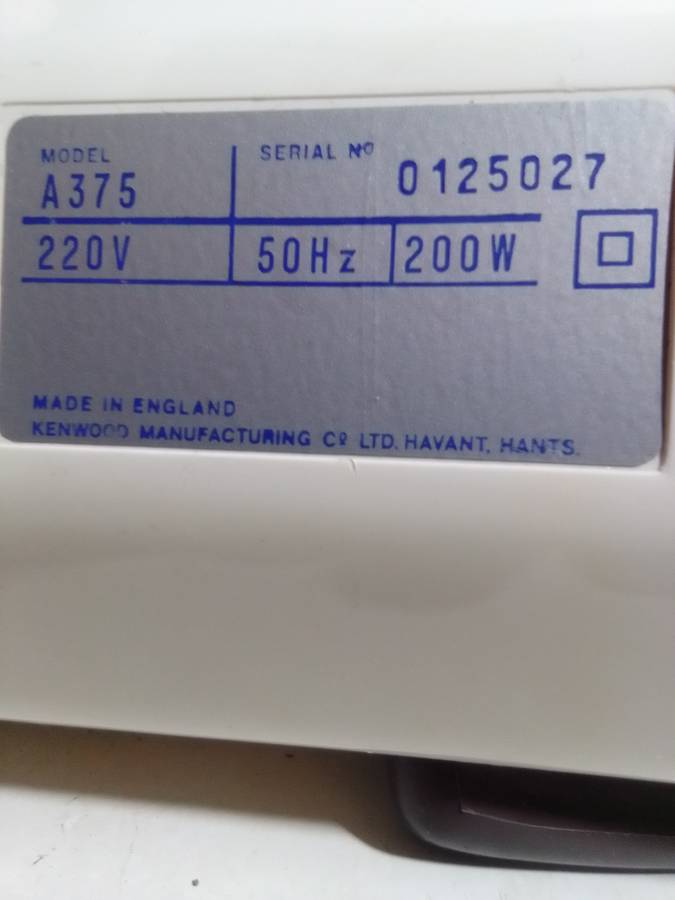 MODEL SERIAL Nº
A375 0125027
220V 50Hz 200W
MADE IN ENGLAND
KENWOOD MANUFACTURING Cº LTD. HAVANT, HANTS.